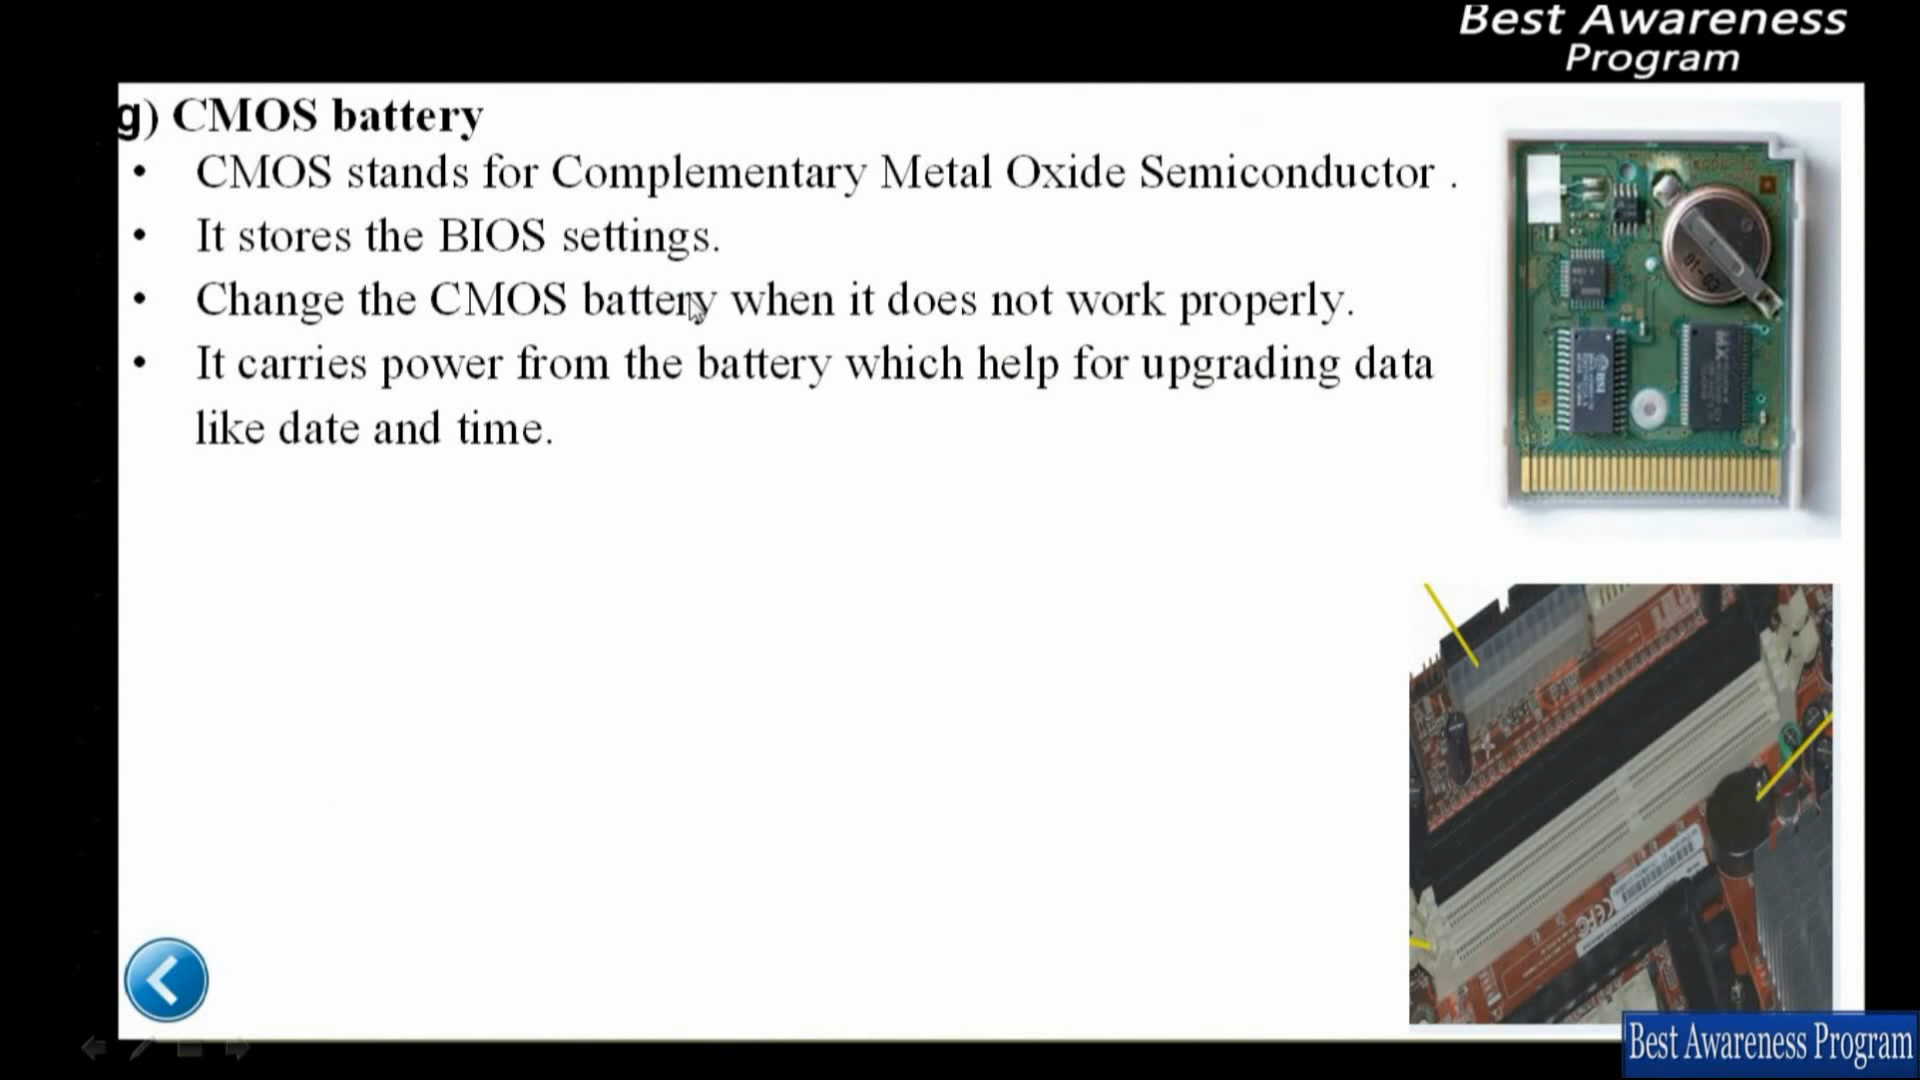 Best Awareness
Program
g) CMOS battery
• CMOS stands for Complementary Metal Oxide Semiconductor .
• It stores the BIOS settings.
• Change the CMOS battery when it does not work properly.
• It carries power from the battery which help for upgrading data
like date and time.
01-03
Best Awareness Program